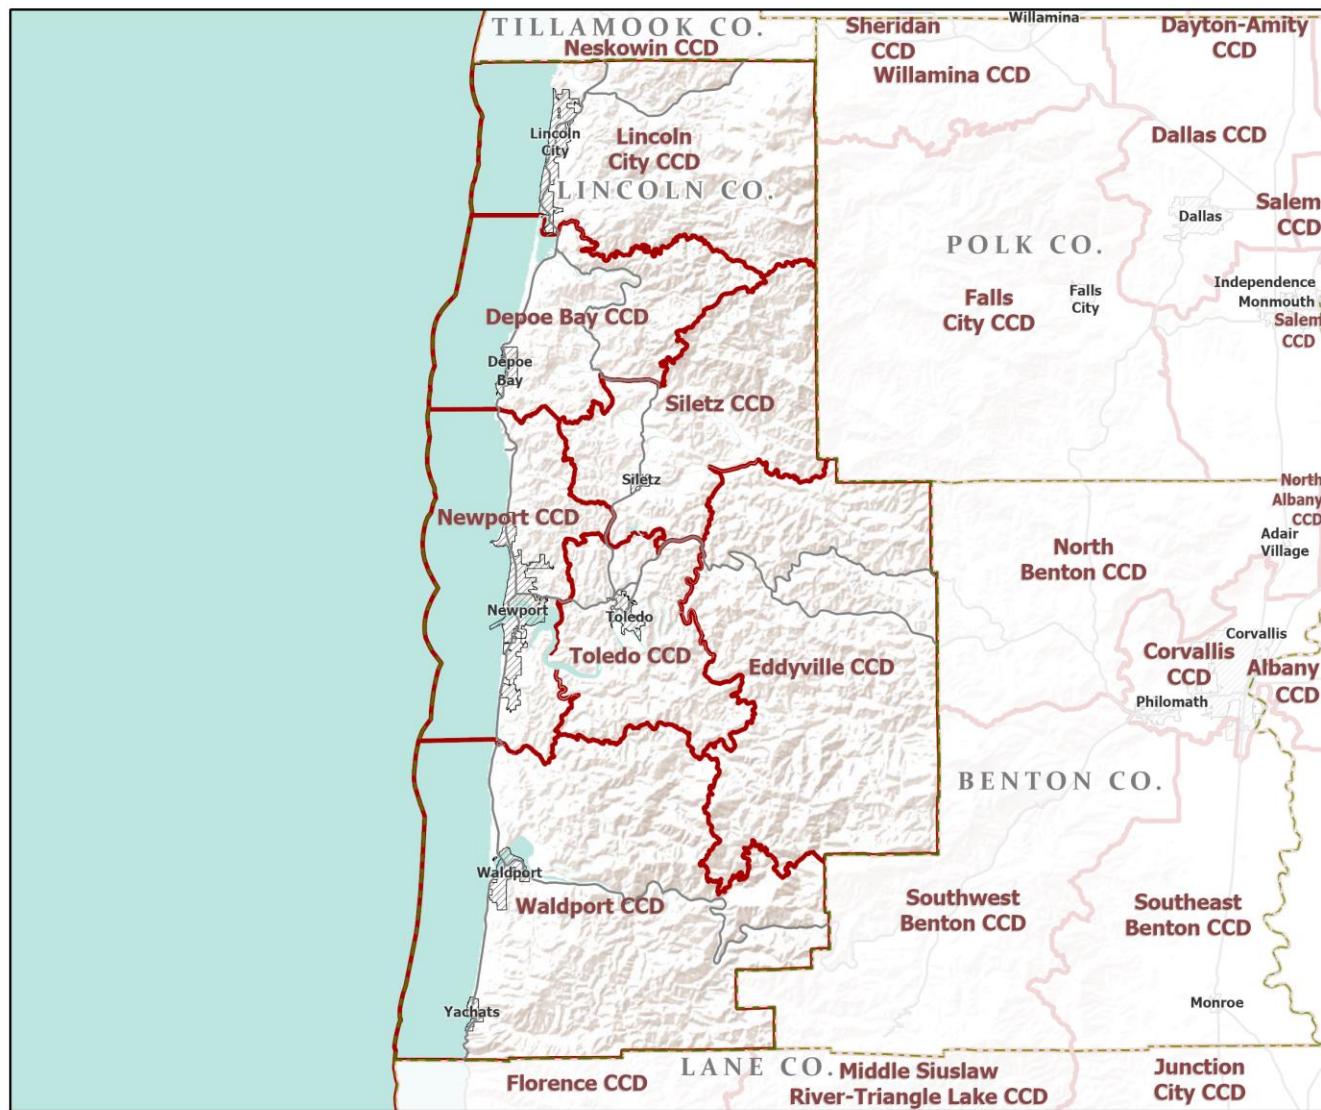 TILLAMOOK CO.
Neskowin CCD
Willamina
Sheridan
CCD
Willamina CCD
Dayton-Amity
CCD
Lincoln
City
Lincoln
City CCD
LINCOLN CO.
Dallas CCD
Dallas
Salem
CCD
POLK CO.
Falls
City CCD
Falls
City
Independence
Monmouth
Salem
CCD
Depoe Bay CCD
Depoe
Bay
Siletz CCD
Siletz
Newport CCD
North
Albany
CCD
Adair
Village
North
Benton CCD
Newport
Toledo
Toledo CCD
Eddyville CCD
Corvallis
Corvallis
CCD
Albany
CCD
Philomath
BENTON CO.
Waldport
Waldport CCD
Southwest
Benton CCD
Southeast
Benton CCD
Yachats
Monroe
LANE CO.
Florence CCD
Middle Siuslaw
River-Triangle Lake CCD
Junction
City CCD